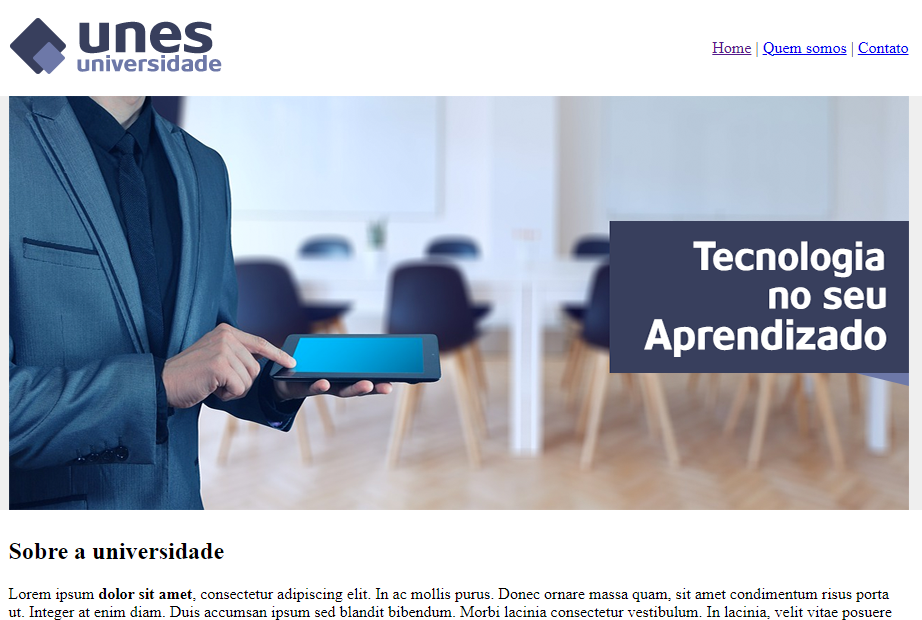 unes
universidade
Home | Quem somos | Contato
Tecnologia
no seu
Aprendizado
Sobre a universidade
Lorem ipsum dolor sit amet, consectetur adipiscing elit. In ac mollis purus. Donec ornare massa quam, sit amet condimentum risus porta
ut. Integer at enim diam. Duis accumsan ipsum sed blandit bibendum. Morbi lacinia consectetur vestibulum. In lacinia, velit vitae posuere